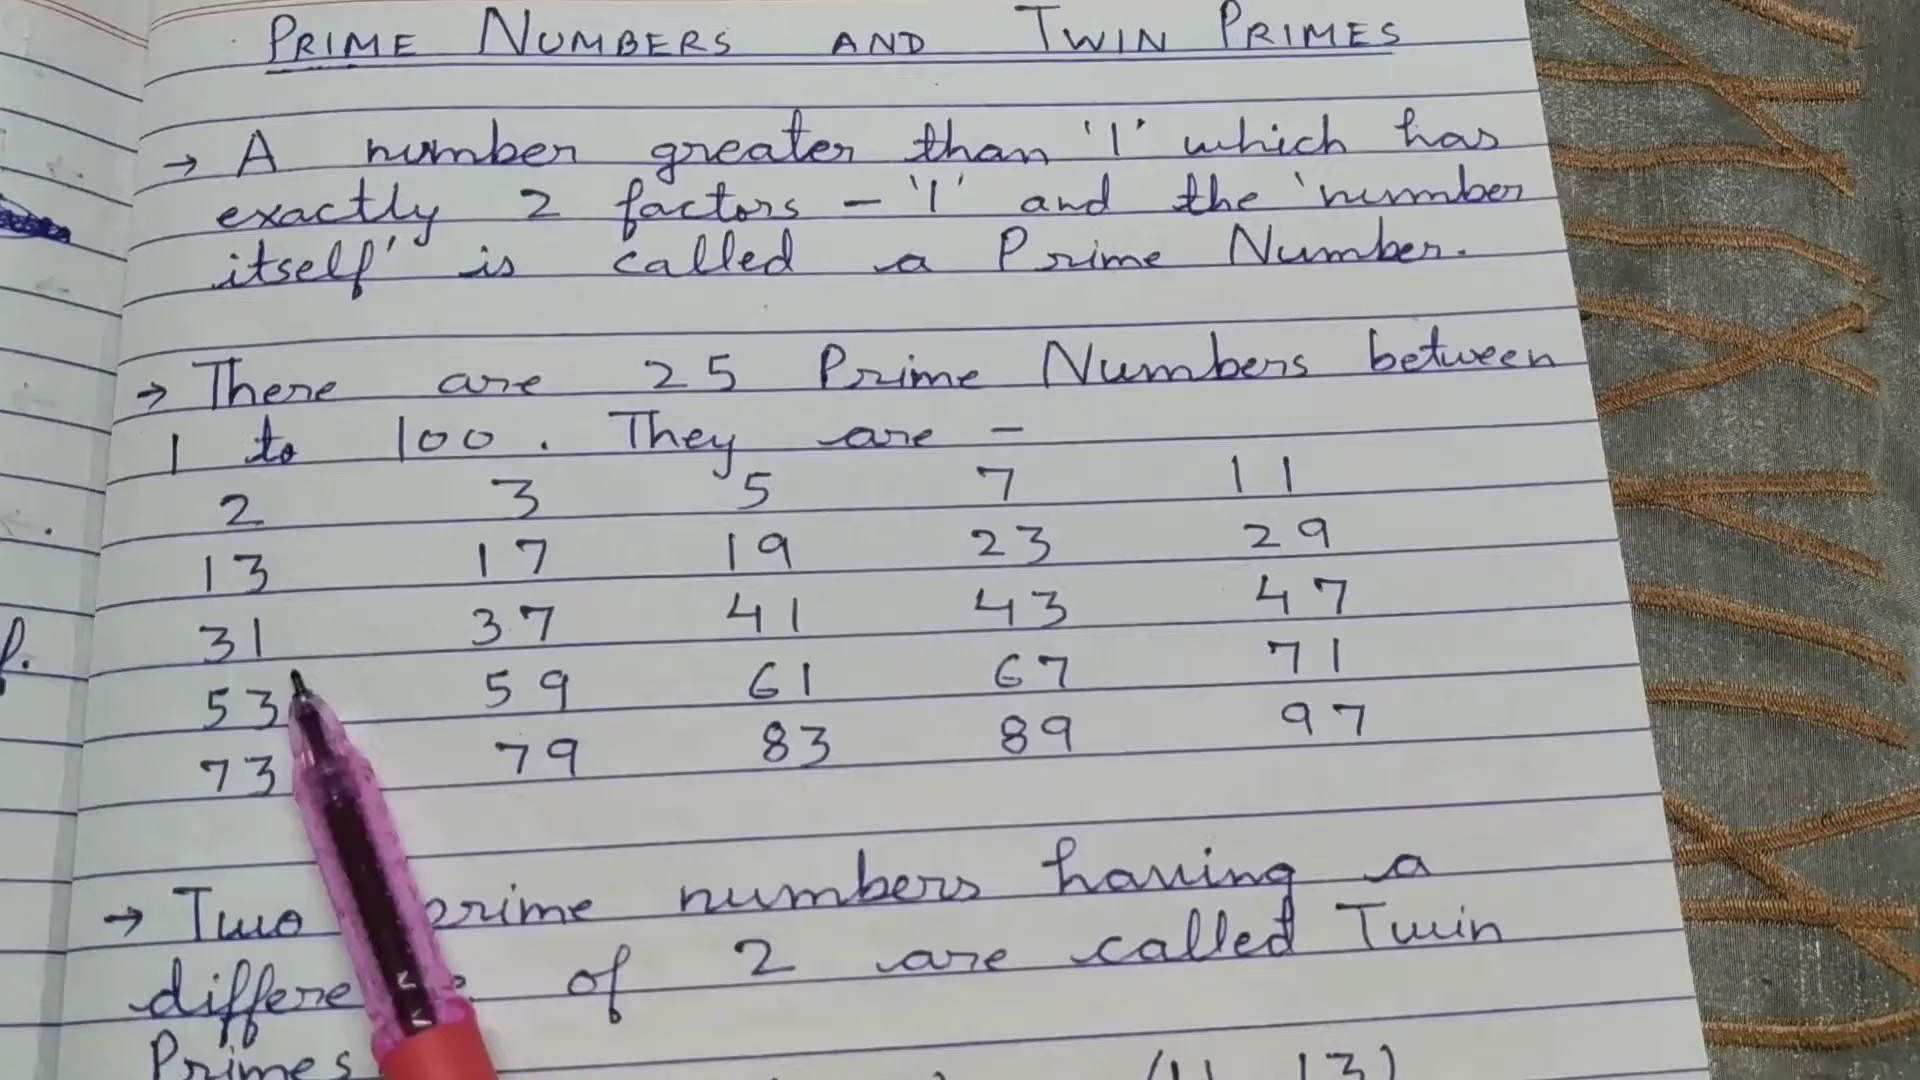 PRIME NUMBERS AND TWIN PRIMES
→ A number greater than '1' which has
exactly 2 factors - '1' and the 'number
itself' is called a Prime Number.
→ There are 25 Prime Numbers between
1 to 100. They are -
2 3 5 7 11
13 17 19 23 29
31 37 41 43 47
53 59 61 67 71
73 79 83 89 97
→ Two prime numbers having a
differe of 2 are called Twin
Primes
(11, 13)